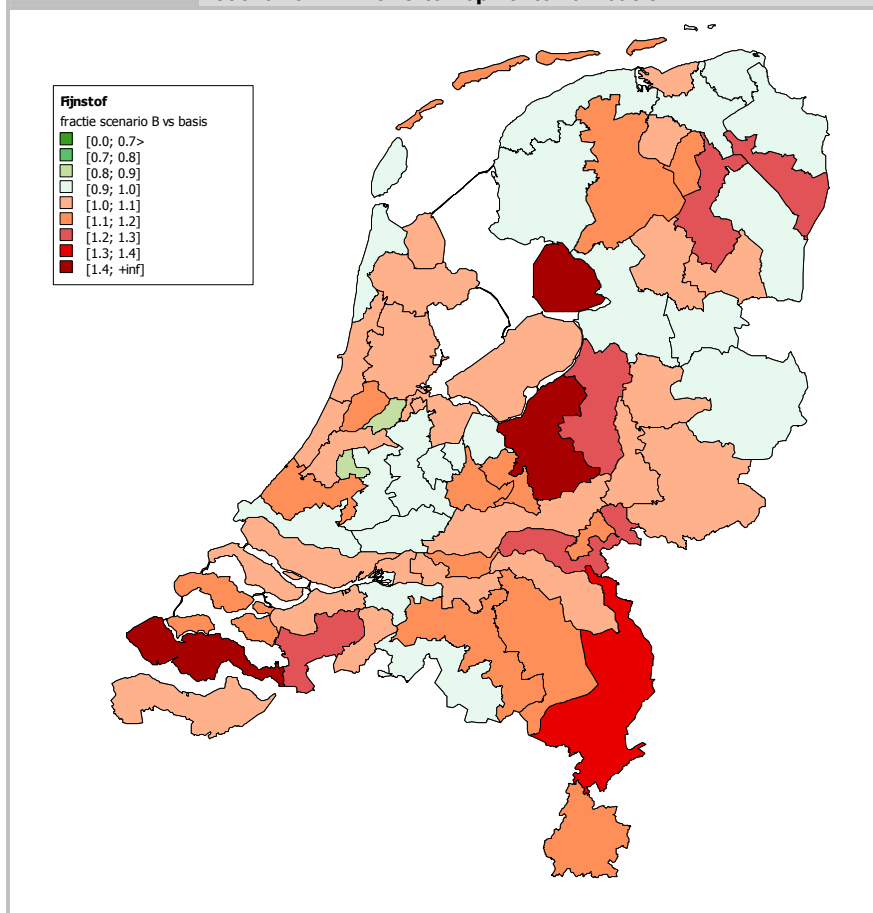 Fijnstof
fractie scenario B vs basis
[0.0; 0.7>
[0.7; 0.8]
[0.8; 0.9]
[0.9; 1.0]
[1.0; 1.1]
[1.1; 1.2]
[1.2; 1.3]
[1.3; 1.4]
[1.4; +inf]